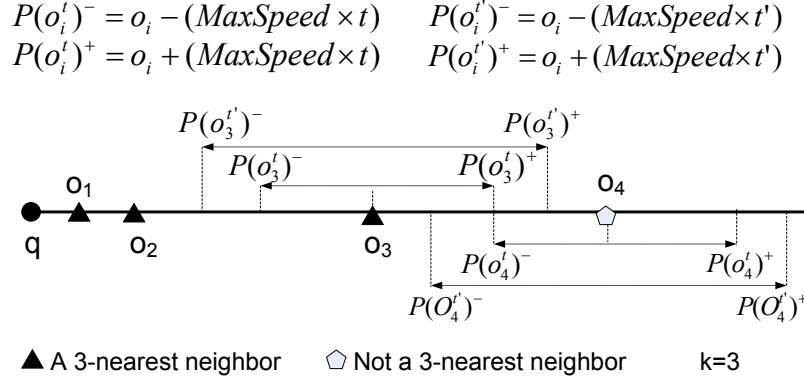 P(o_i^t)^- = o_i − (MaxSpeed × t) P(o_i^{t'})^- = o_i − (MaxSpeed × t')
P(o_i^t)^+ = o_i + (MaxSpeed × t) P(o_i^{t'})^+ = o_i + (MaxSpeed × t')
P(o_3^{t'})^- P(o_3^{t'})^+
P(o_3^t)^- P(o_3^t)^+
o_1 o_4
q o_2 o_3
P(o_4^t)^- P(o_4^t)^+
P(O_4^{t'})^- P(O_4^{t'})^+
A 3-nearest neighbor Not a 3-nearest neighbor k=3